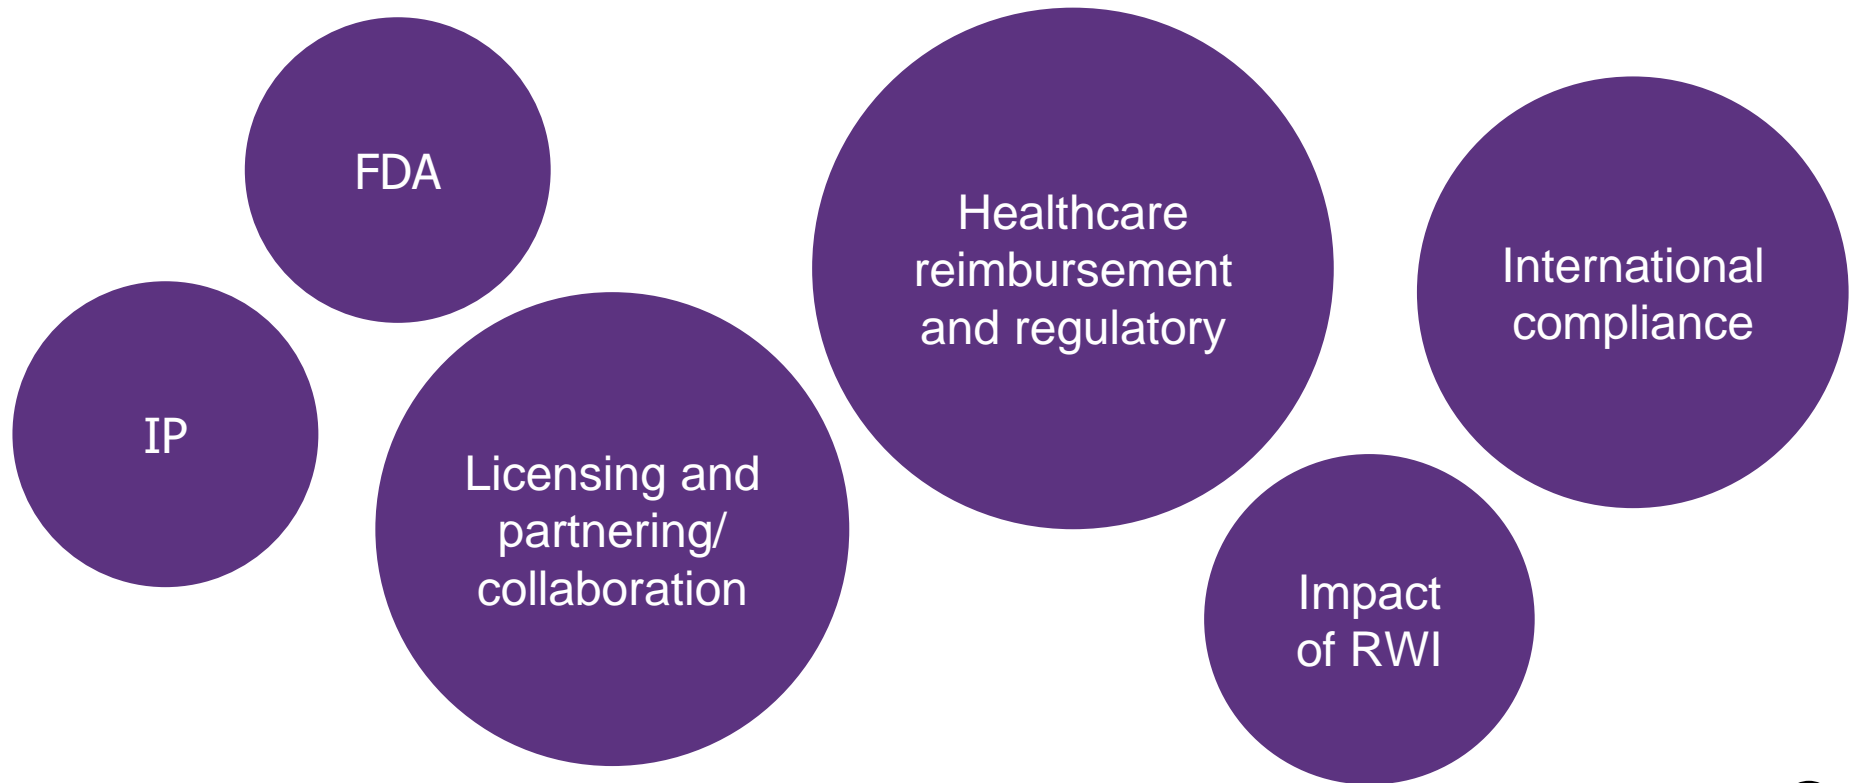 FDA
IP
Licensing and
partnering/
collaboration
Healthcare
reimbursement
and regulatory
International
compliance
Impact
of RWI